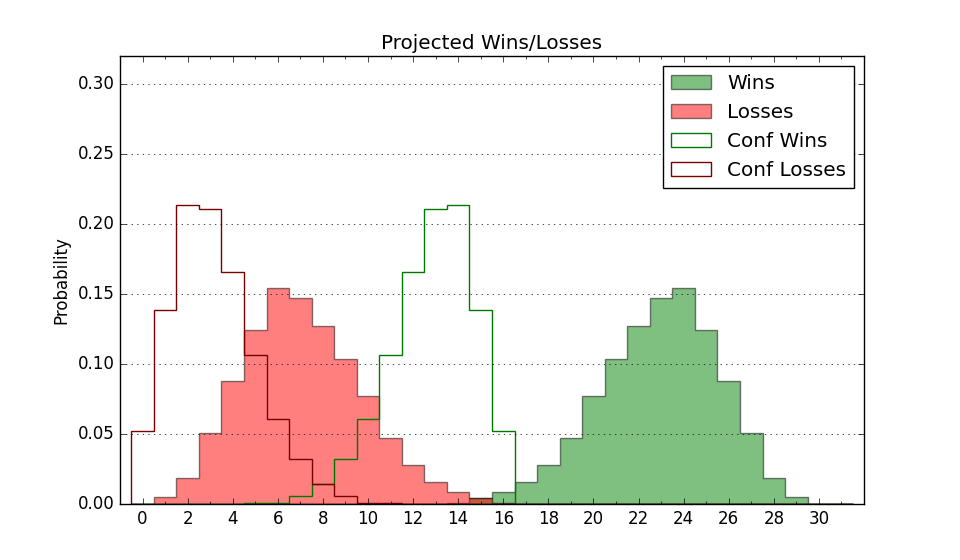 Projected Wins/Losses
Wins
Losses
Conf Wins
Conf Losses
Probability
0.30
0.25
0.20
0.15
0.10
0.05
0.00
0 2 4 6 8 10 12 14 16 18 20 22 24 26 28 30